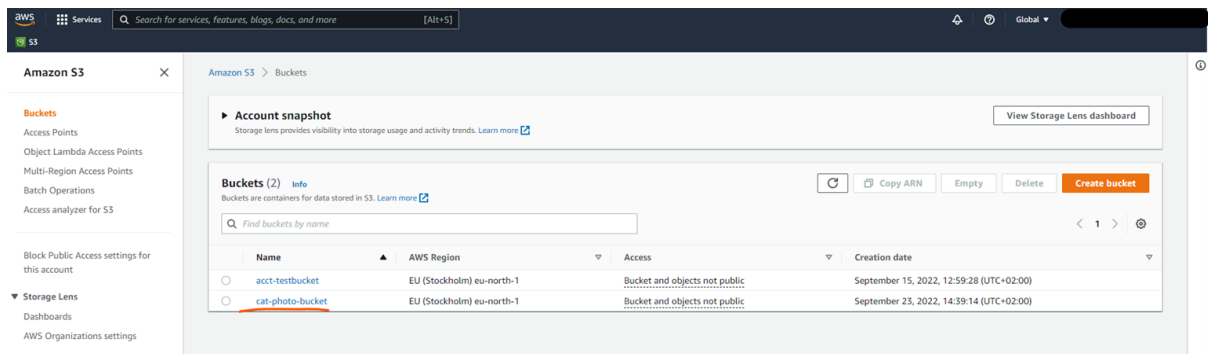 aws Services Search for services, features, blogs, docs, and more [Alt+S] Global
S3
Amazon S3
Buckets
Access Points
Object Lambda Access Points
Multi-Region Access Points
Batch Operations
Access analyzer for S3
Block Public Access settings for
this account
Storage Lens
Dashboards
AWS Organizations settings
Amazon S3 > Buckets
Account snapshot
Storage lens provides visibility into storage usage and activity trends. Learn more
View Storage Lens dashboard
Buckets (2) Info
Buckets are containers for data stored in S3. Learn more
Copy ARN Empty Delete Create bucket
Find buckets by name
< 1 >
Name AWS Region Access Creation date
acct-testbucket EU (Stockholm) eu-north-1 Bucket and objects not public September 15, 2022, 12:59:28 (UTC+02:00)
cat-photo-bucket EU (Stockholm) eu-north-1 Bucket and objects not public September 23, 2022, 14:39:14 (UTC+02:00)